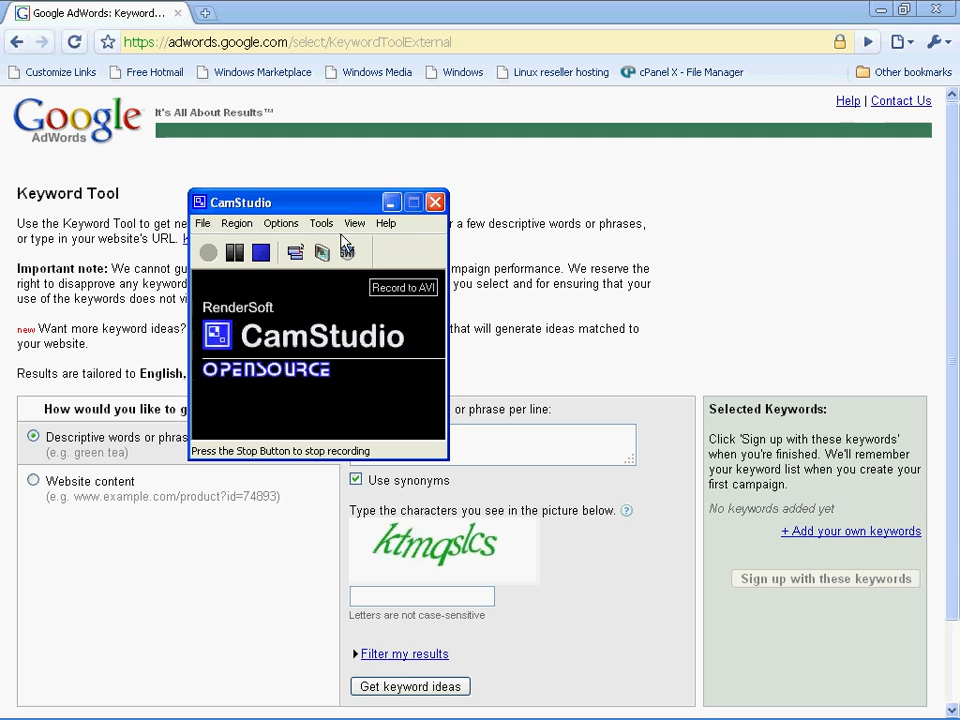 Google AdWords: Keyword...
https://adwords.google.com/select/KeywordToolExternal
Customize Links Free Hotmail Windows Marketplace Windows Media Windows Linux reseller hosting cPanel X - File Manager Other bookmarks
Help | Contact Us
Google
AdWords
It's All About Results™
Keyword Tool
Use the Keyword Tool to get ne
r a few descriptive words or phrases,
or type in your website's URL.
Important note: We cannot gu
mpaign performance. We reserve the
right to disapprove any keyword
you select and for ensuring that your
use of the keywords does not vi
new Want more keyword ideas?
that will generate ideas matched to
your website.
Results are tailored to English,
CamStudio
File Region Options Tools View Help
Record to AVI
RenderSoft
CamStudio
OPENSOURCE
Press the Stop Button to stop recording
How would you like to g
Descriptive words or phras
(e.g. green tea)
Website content
(e.g. www.example.com/product?id=74893)
or phrase per line:
Use synonyms
Type the characters you see in the picture below.
ktmqslcs
Letters are not case-sensitive
Filter my results
Get keyword ideas
Selected Keywords:
Click 'Sign up with these keywords'
when you're finished. We'll remember
your keyword list when you create your
first campaign.
No keywords added yet
+ Add your own keywords
Sign up with these keywords